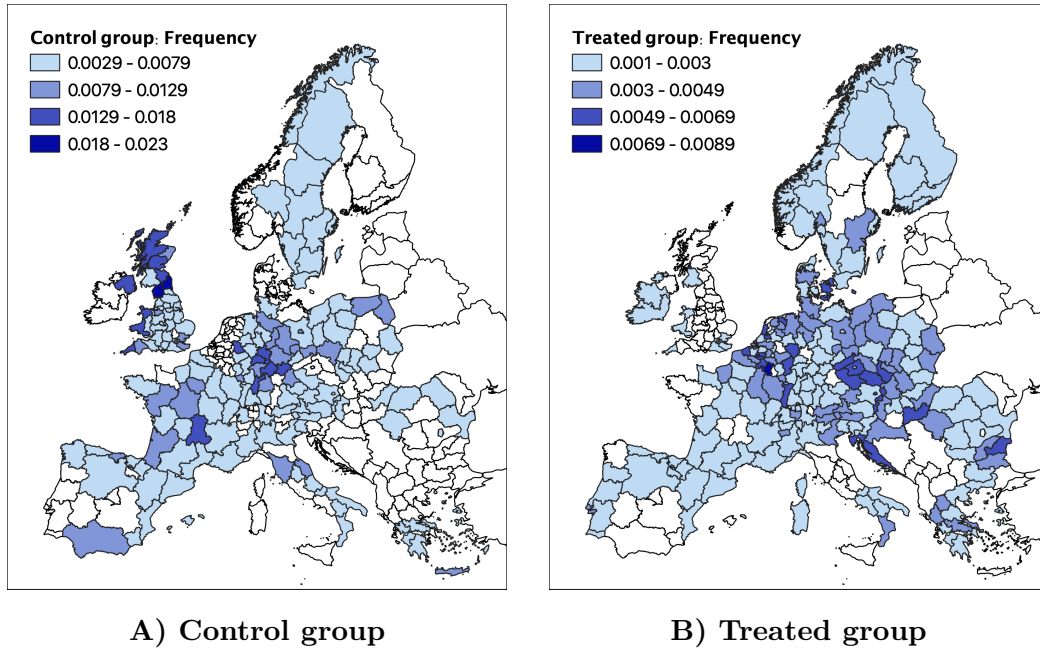 Control group: Frequency
0.0029 - 0.0079
0.0079 - 0.0129
0.0129 - 0.018
0.018 - 0.023
Treated group: Frequency
0.001 - 0.003
0.003 - 0.0049
0.0049 - 0.0069
0.0069 - 0.0089
A) Control group
B) Treated group